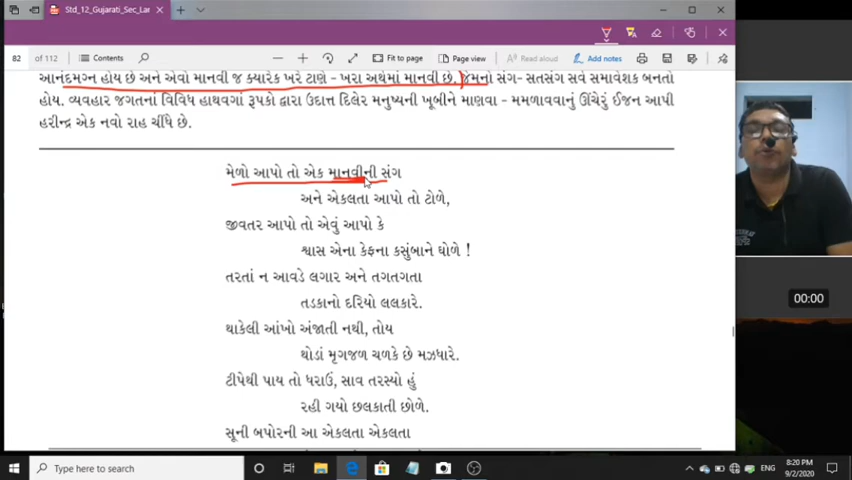 Std_12_Gujarati_Sec_Lar
82 of 112
Contents
Fit to page
Page view
Read aloud
Add notes
આનંદમગ્ન હોય છે અને એવો માનવી જ ક્યારેક ખરે ટાણે - ખરા અર્થમાં માનવી છે. જેમનો સંગ- સતસંગ સર્વ સમાવેશક બનતો
હોય. વ્યવહાર જગતનાં વિવિધ હાથવગાં રૂપકો દ્વારા ઉદાત્ત દિલેર મનુષ્યની ખૂબીને માણવા - મમળાવવાનું ઊંચેરું ઈજન આપી
હરીન્દ્ર એક નવો રાહ ચીંધે છે.
મેળો આપો તો એક માનવીની સંગ
અને એકલતા આપો તો ટોળે,
જીવતર આપો તો એવું આપો કે
શ્વાસ એના કેફના કસુંબાને ઘોળે !
તરતાં ન આવડે લગાર અને તગતગતા
તડકાનો દરિયો લલકારે.
થાકેલી આંખો અંજાતી નથી, તોય
થોડાં મૃગજળ ચળકે છે મઝધારે.
ટીપેથી પાય તો ધરાઉં, સાવ તરસ્યો હું
રહી ગયો છલકાતી છોળે.
સૂની બપોરની આ એકલતા એકલતા
00:00
Type here to search
ENG
8:20 PM
9/2/2020